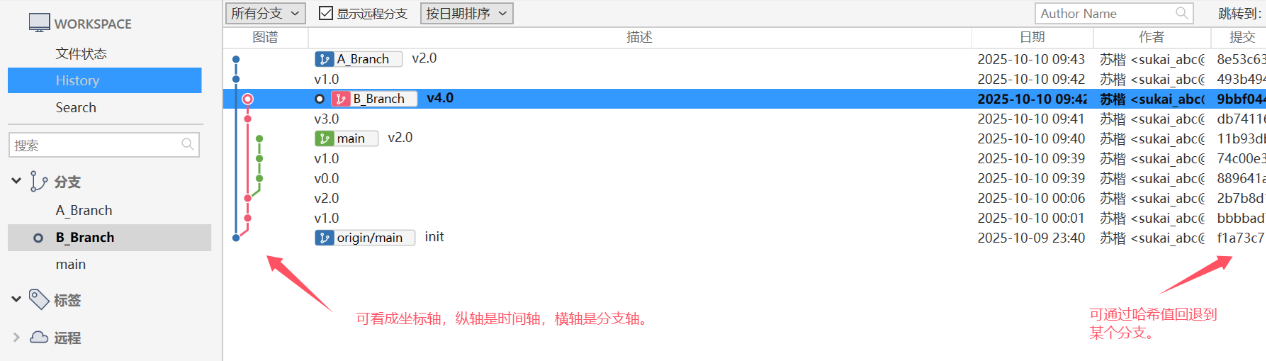 WORKSPACE
文件状态
History
Search
搜索
分支
A_Branch
B_Branch
main
标签
远程
所有分支 显示远程分支 按日期排序 Author Name 跳转到:
图谱 描述 日期 作者 提交
A_Branch v2.0 2025-10-10 09:43 苏楷 <sukai_abc@ 8e53c63
v1.0 2025-10-10 09:42 苏楷 <sukai_abc@ 493b494
B_Branch v4.0 2025-10-10 09:42 苏楷 <sukai_abc@ 9bbf044
v3.0 2025-10-10 09:41 苏楷 <sukai_abc@ db74116
main v2.0 2025-10-10 09:40 苏楷 <sukai_abc@ 11b93db
v1.0 2025-10-10 09:39 苏楷 <sukai_abc@ 74c00e3
v0.0 2025-10-10 09:39 苏楷 <sukai_abc@ 889641a
v2.0 2025-10-10 00:06 苏楷 <sukai_abc@ 2b7b8d1
v1.0 2025-10-10 00:01 苏楷 <sukai_abc@ bbbbad
origin/main init 2025-10-09 23:40 苏楷 <sukai_abc@ f1a73c7
可看成坐标轴，纵轴是时间轴，横轴是分支轴。
可通过哈希值回退到
某个分支。